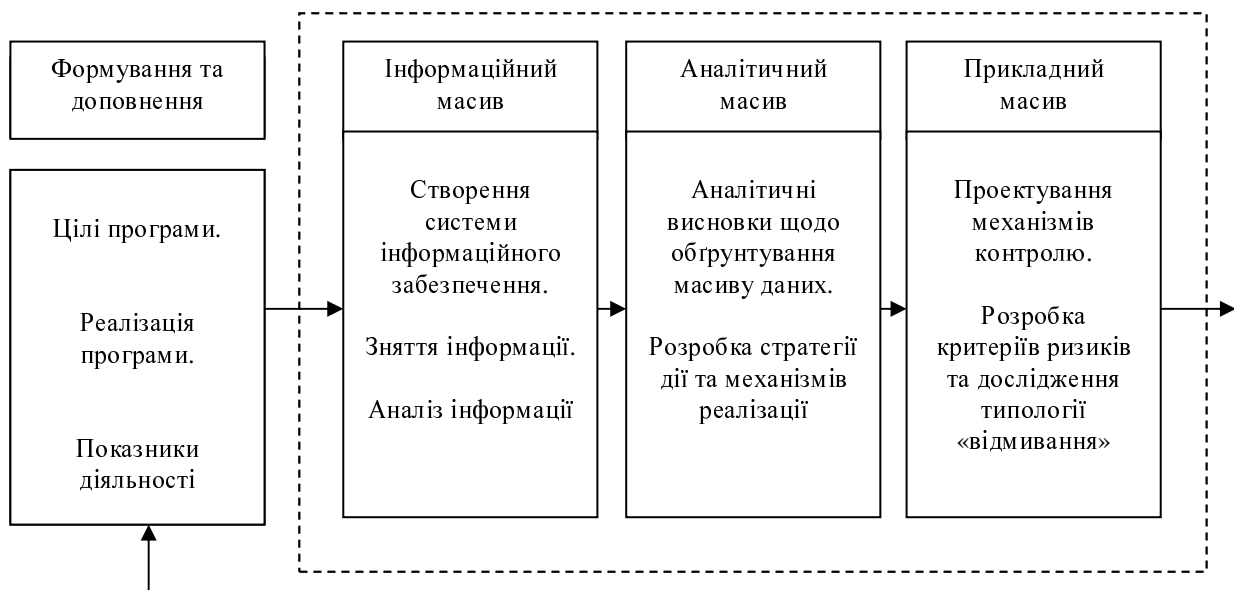 Формування та
доповнення
Цілі програми.
Реалізація
програми.
Показники
діяльності
Інформаційний
масив
Створення
системи
інформаційного
забезпечення.
Зняття інформації.
Аналіз інформації
Аналітичний
масив
Аналітичні
висновки щодо
обґрунтування
масиву даних.
Розробка стратегії
дії та механізмів
реалізації
Прикладний
масив
Проектування
механізмів
контролю.
Розробка
критеріїв ризиків
та дослідження
типології
«відмивання»